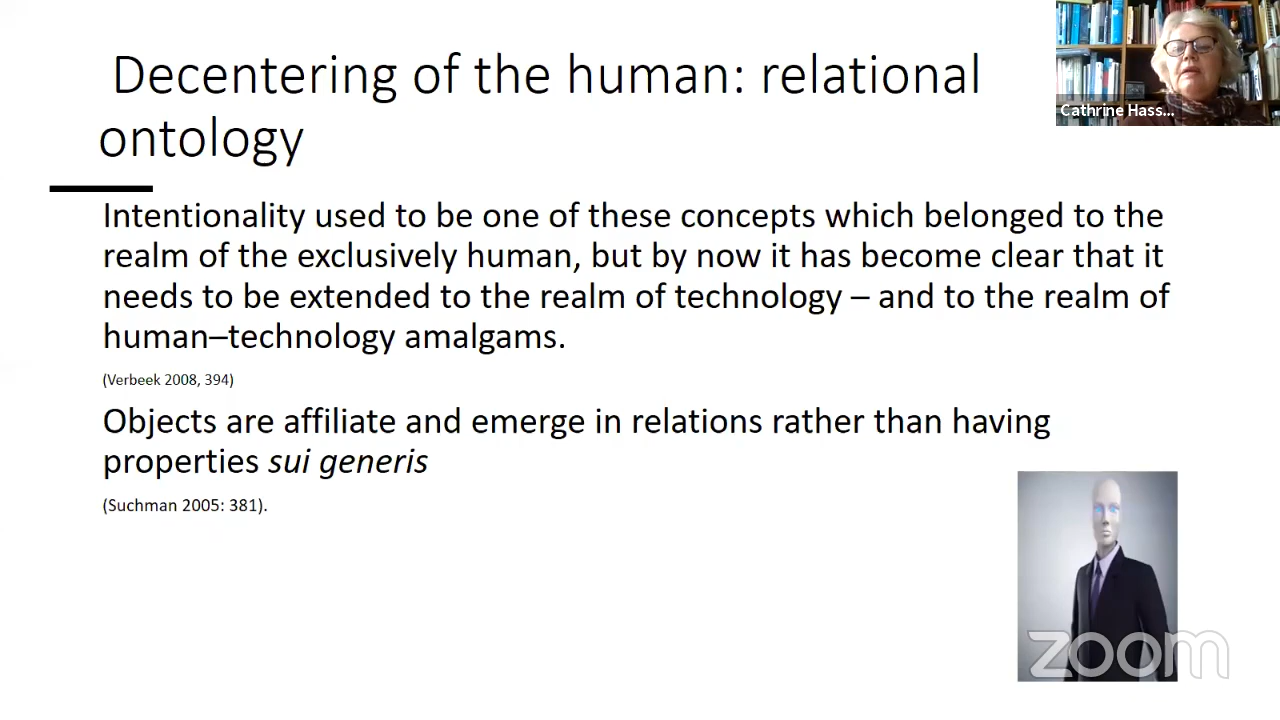 Decentering of the human: relational
ontology
Cathrine Hass...
Intentionality used to be one of these concepts which belonged to the
realm of the exclusively human, but by now it has become clear that it
needs to be extended to the realm of technology – and to the realm of
human–technology amalgams.
(Verbeek 2008, 394)
Objects are affiliate and emerge in relations rather than having
properties sui generis
(Suchman 2005: 381).
zoom